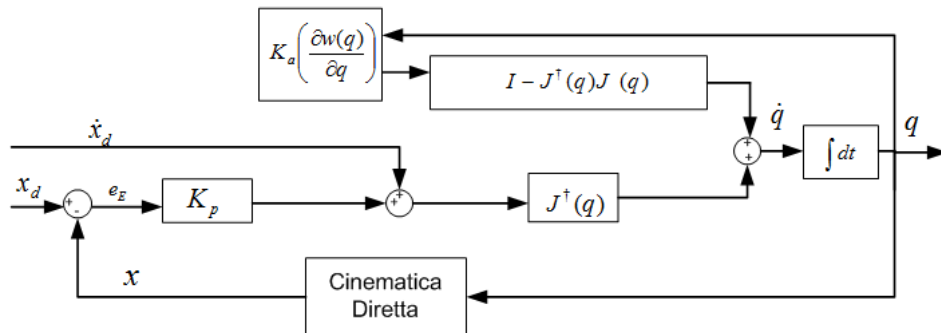 K_a(∂w(q)/∂q)
I − J†(q)J (q)
ẋ_d
q̇
q
+
+
∫ dt
x_d
+
-
e_E
K_p
+
+
J†(q)
x
Cinematica
Diretta